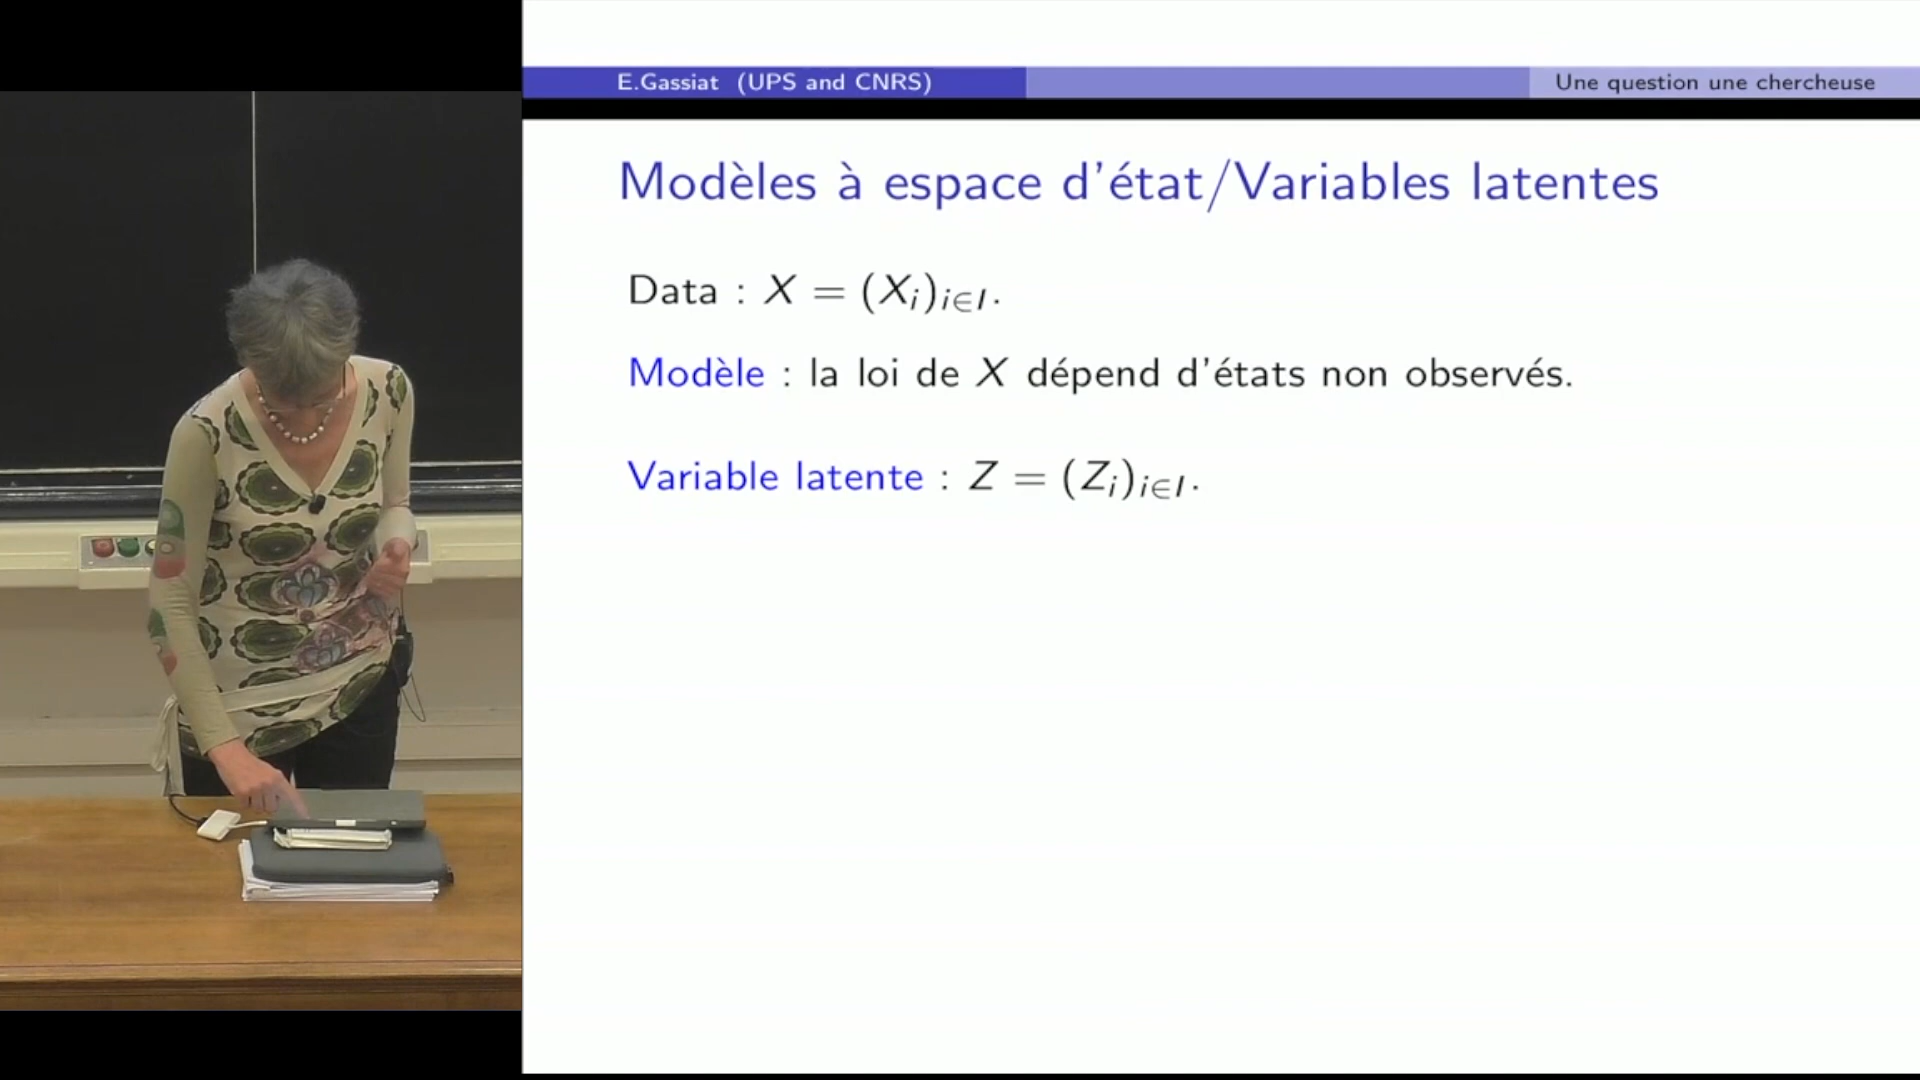 E.Gassiat (UPS and CNRS) Une question une chercheuse
Modèles à espace d'état/Variables latentes
Data : X = (X_i)_{i∈I}.
Modèle : la loi de X dépend d'états non observés.
Variable latente : Z = (Z_i)_{i∈I}.